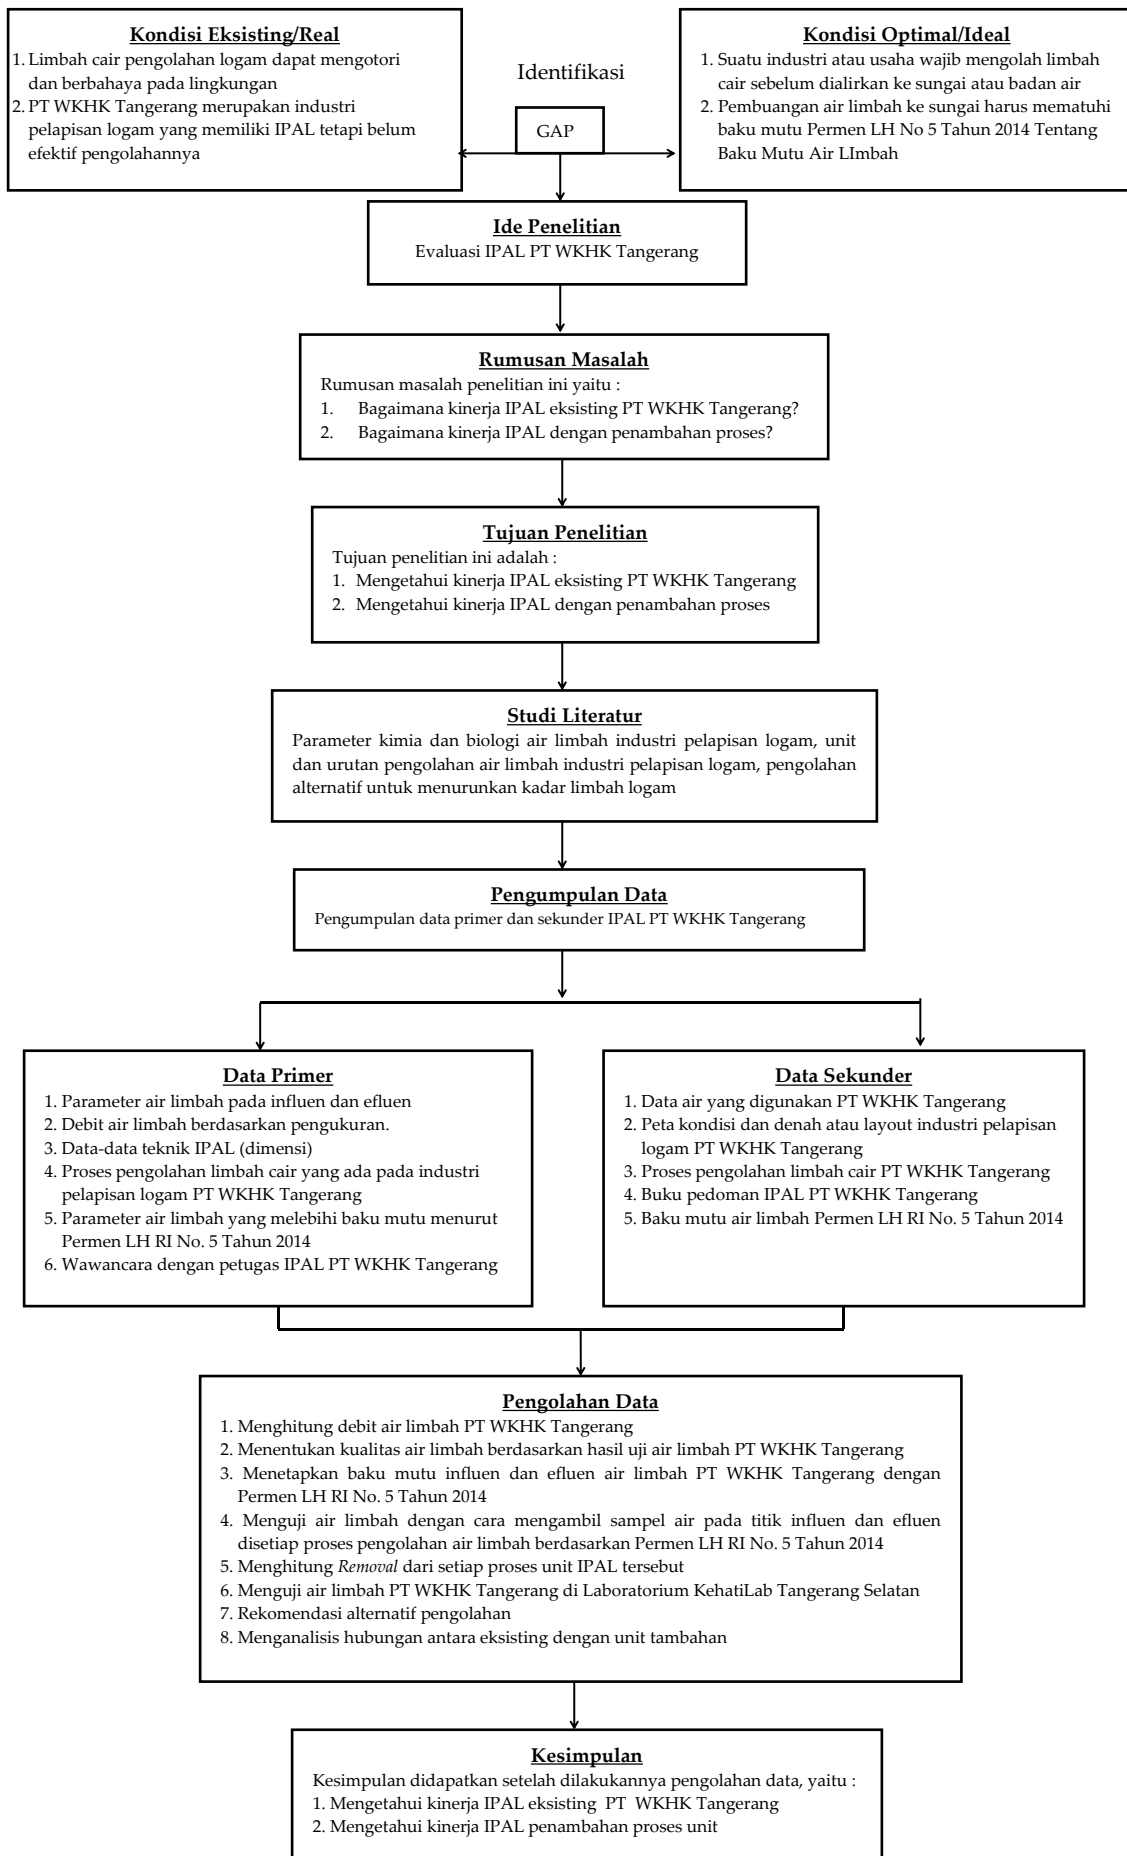 Kondisi Eksisting/Real
1. Limbah cair pengolahan logam dapat mengotori
dan berbahaya pada lingkungan
2. PT WKHK Tangerang merupakan industri
pelapisan logam yang memiliki IPAL tetapi belum
efektif pengolahannya
Identifikasi
GAP
Kondisi Optimal/Ideal
1. Suatu industri atau usaha wajib mengolah limbah
cair sebelum dialirkan ke sungai atau badan air
2. Pembuangan air limbah ke sungai harus mematuhi
baku mutu Permen LH No 5 Tahun 2014 Tentang
Baku Mutu Air LImbah
Ide Penelitian
Evaluasi IPAL PT WKHK Tangerang
Rumusan Masalah
Rumusan masalah penelitian ini yaitu :
1. Bagaimana kinerja IPAL eksisting PT WKHK Tangerang?
2. Bagaimana kinerja IPAL dengan penambahan proses?
Tujuan Penelitian
Tujuan penelitian ini adalah :
1. Mengetahui kinerja IPAL eksisting PT WKHK Tangerang
2. Mengetahui kinerja IPAL dengan penambahan proses
Studi Literatur
Parameter kimia dan biologi air limbah industri pelapisan logam, unit
dan urutan pengolahan air limbah industri pelapisan logam, pengolahan
alternatif untuk menurunkan kadar limbah logam
Pengumpulan Data
Pengumpulan data primer dan sekunder IPAL PT WKHK Tangerang
Data Primer
1. Parameter air limbah pada influen dan efluen
2. Debit air limbah berdasarkan pengukuran.
3. Data-data teknik IPAL (dimensi)
4. Proses pengolahan limbah cair yang ada pada industri
pelapisan logam PT WKHK Tangerang
5. Parameter air limbah yang melebihi baku mutu menurut
Permen LH RI No. 5 Tahun 2014
6. Wawancara dengan petugas IPAL PT WKHK Tangerang
Data Sekunder
1. Data air yang digunakan PT WKHK Tangerang
2. Peta kondisi dan denah atau layout industri pelapisan
logam PT WKHK Tangerang
3. Proses pengolahan limbah cair PT WKHK Tangerang
4. Buku pedoman IPAL PT WKHK Tangerang
5. Baku mutu air limbah Permen LH RI No. 5 Tahun 2014
Pengolahan Data
1. Menghitung debit air limbah PT WKHK Tangerang
2. Menentukan kualitas air limbah berdasarkan hasil uji air limbah PT WKHK Tangerang
3. Menetapkan baku mutu influen dan efluen air limbah PT WKHK Tangerang dengan
Permen LH RI No. 5 Tahun 2014
4. Menguji air limbah dengan cara mengambil sampel air pada titik influen dan efluen
disetiap proses pengolahan air limbah berdasarkan Permen LH RI No. 5 Tahun 2014
5. Menghitung Removal dari setiap proses unit IPAL tersebut
6. Menguji air limbah PT WKHK Tangerang di Laboratorium KehatiLab Tangerang Selatan
7. Rekomendasi alternatif pengolahan
8. Menganalisis hubungan antara eksisting dengan unit tambahan
Kesimpulan
Kesimpulan didapatkan setelah dilakukannya pengolahan data, yaitu :
1. Mengetahui kinerja IPAL eksisting PT WKHK Tangerang
2. Mengetahui kinerja IPAL penambahan proses unit